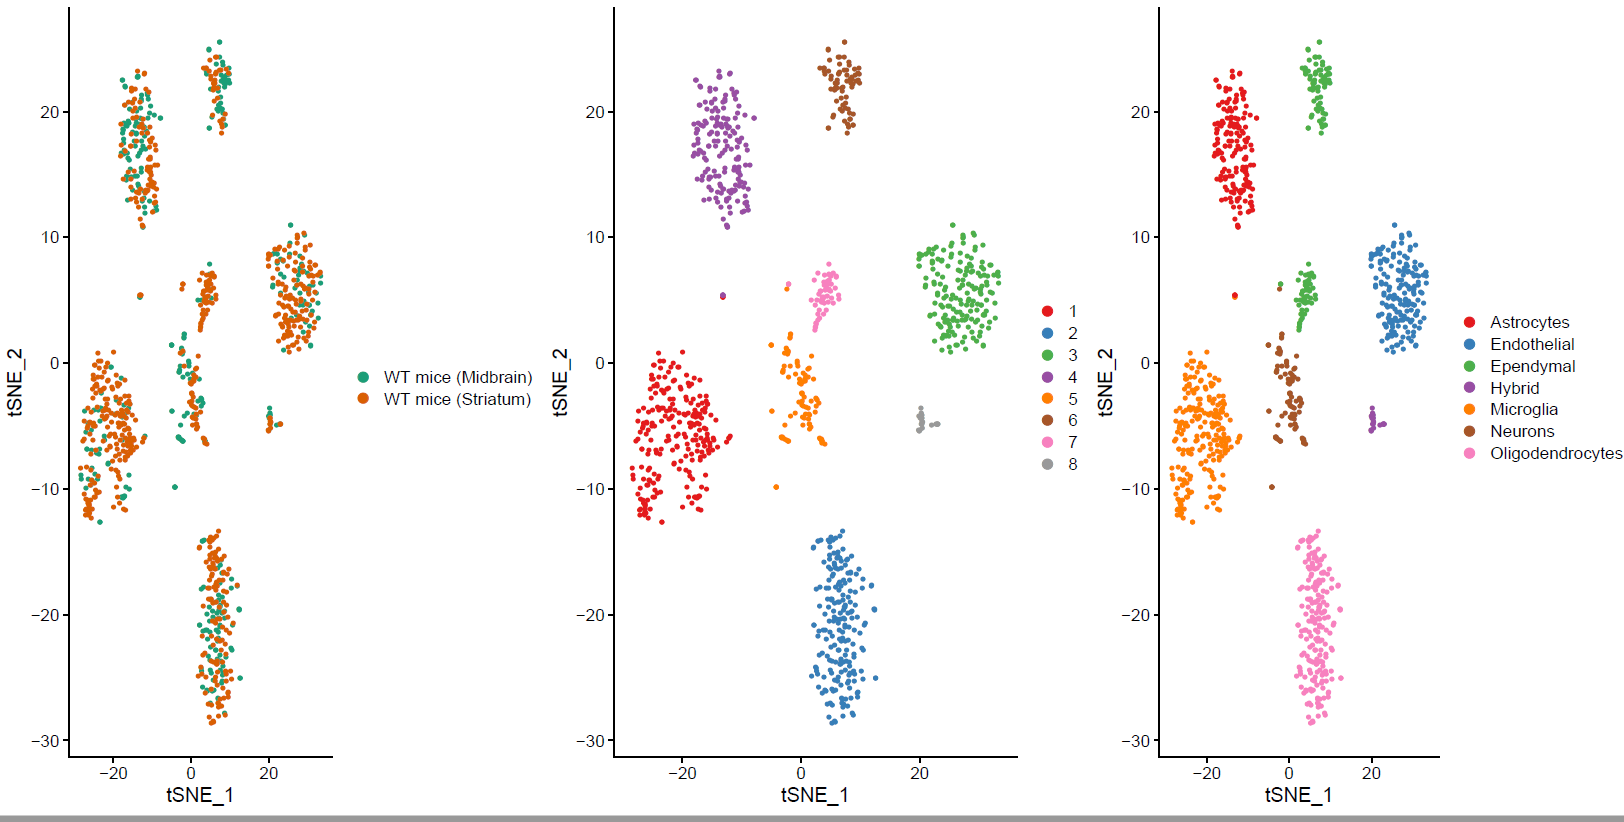 20
10
0
−10
−20
−30
−20
0
20
tSNE_1
tSNE_2
WT mice (Midbrain)
WT mice (Striatum)
20
10
0
−10
−20
−30
−20
0
20
tSNE_1
tSNE_2
1
2
3
4
5
6
7
8
20
10
0
−10
−20
−30
−20
0
20
tSNE_1
tSNE_2
Astrocytes
Endothelial
Ependymal
Hybrid
Microglia
Neurons
Oligodendrocytes